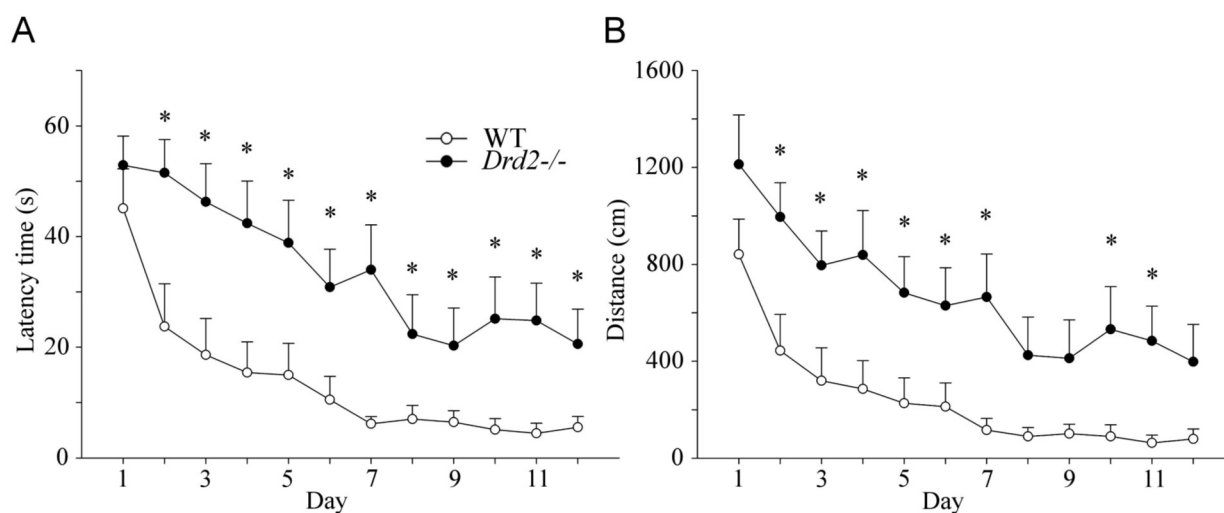 A
Latency time (s)
60
40
20
0
* * * * * * * * * * *
WT
Drd2-/-
1 3 5 7 9 11
Day
B
Distance (cm)
1600
1200
800
400
0
* * * * * * * *
1 3 5 7 9 11
Day